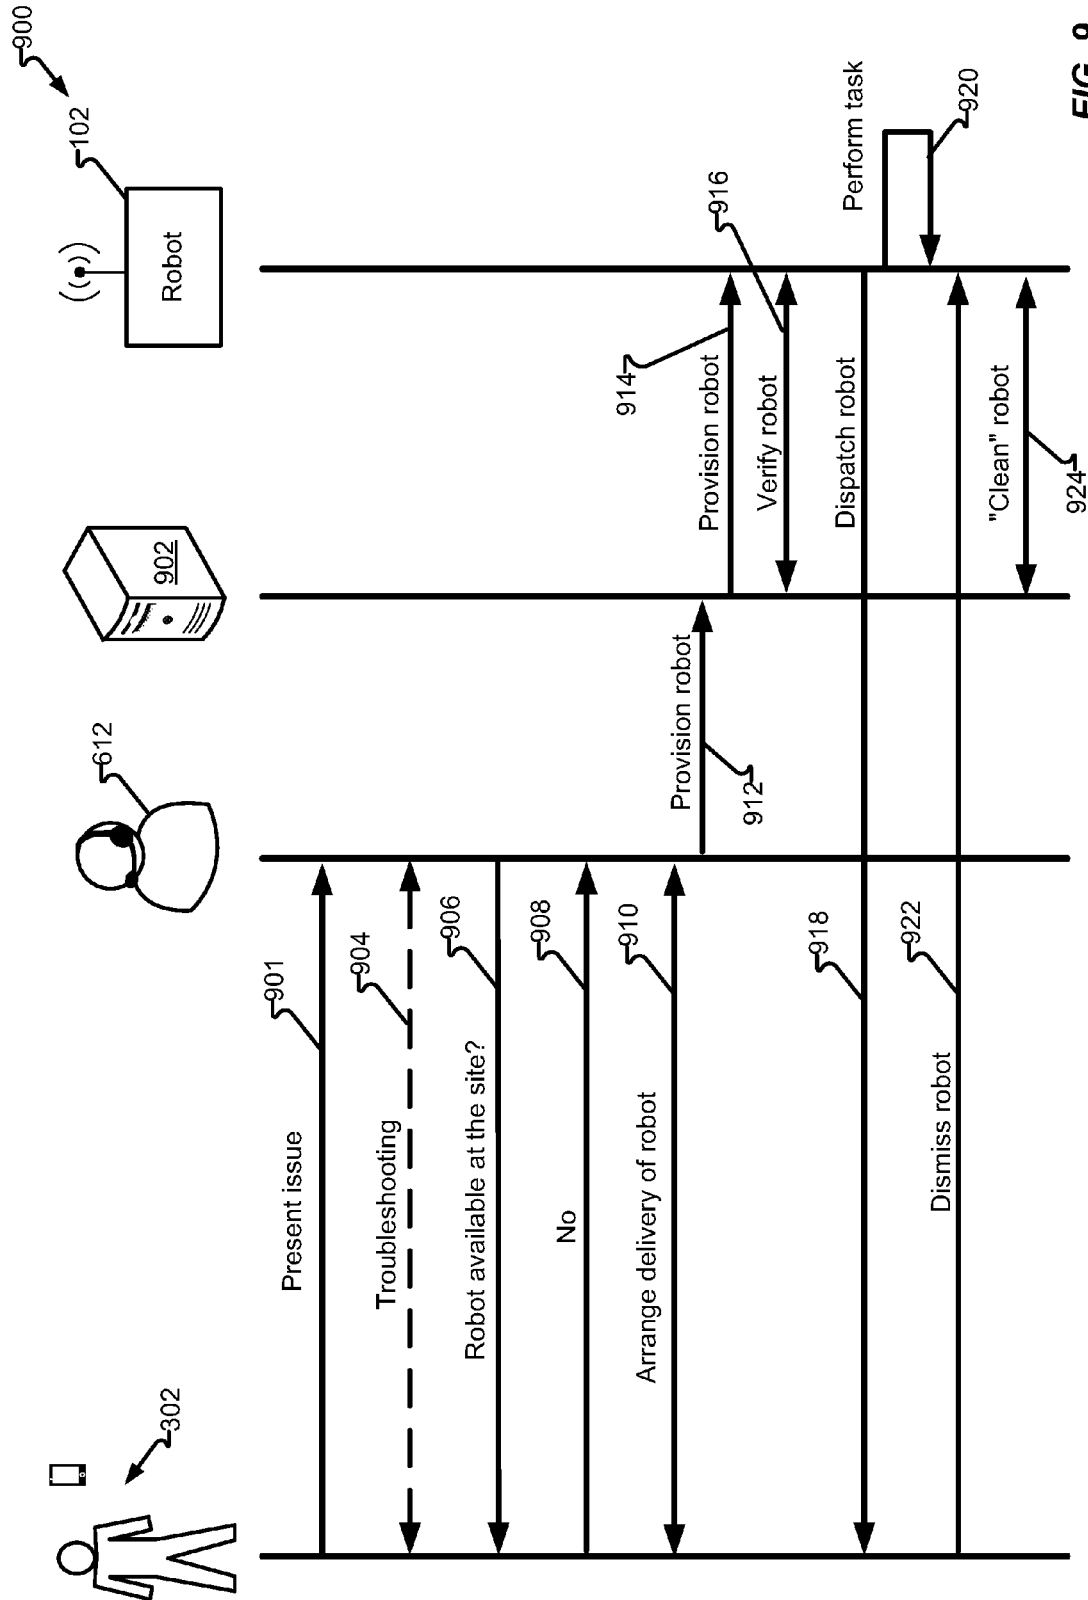 900
102
612
302
902
Robot
901
Present issue
904
Troubleshooting
906
Robot available at the site?
908
No
910
Arrange delivery of robot
914
Provision robot
912
Provision robot
916
Verify robot
918
Dispatch robot
Perform task
920
922
Dismiss robot
"Clean" robot
924
FIG. 9